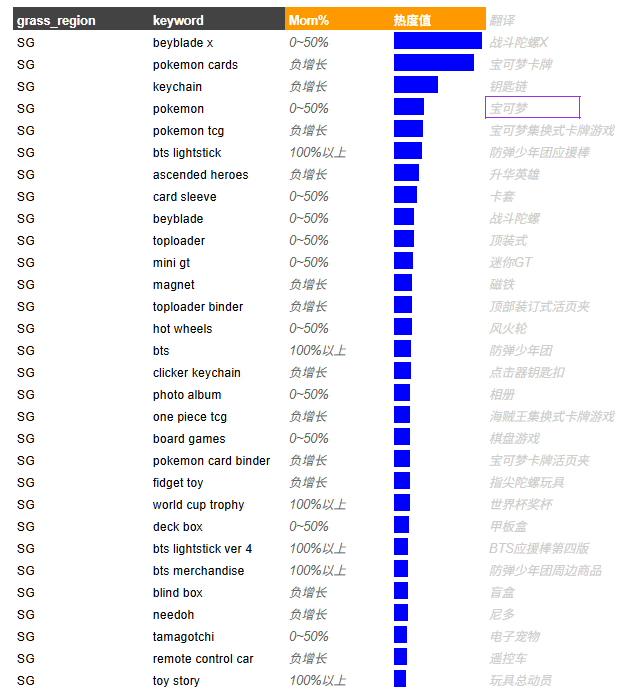 grass_region keyword Mom% 热度值 翻译
SG beyblade x 0~50% 战斗陀螺X
SG pokemon cards 负增长 宝可梦卡牌
SG keychain 负增长 钥匙链
SG pokemon 0~50% 宝可梦
SG pokemon tcg 负增长 宝可梦集换式卡牌游戏
SG bts lightstick 100%以上 防弹少年团应援棒
SG ascended heroes 负增长 升华英雄
SG card sleeve 0~50% 卡套
SG beyblade 0~50% 战斗陀螺
SG toploader 0~50% 顶装式
SG mini gt 0~50% 迷你GT
SG magnet 负增长 磁铁
SG toploader binder 负增长 顶部装订式活页夹
SG hot wheels 0~50% 风火轮
SG bts 100%以上 防弹少年团
SG clicker keychain 负增长 点击器钥匙扣
SG photo album 0~50% 相册
SG one piece tcg 负增长 海贼王集换式卡牌游戏
SG board games 0~50% 棋盘游戏
SG pokemon card binder 负增长 宝可梦卡牌活页夹
SG fidget toy 负增长 指尖陀螺玩具
SG world cup trophy 100%以上 世界杯奖杯
SG deck box 0~50% 甲板盒
SG bts lightstick ver 4 100%以上 BTS应援棒第四版
SG bts merchandise 100%以上 防弹少年团周边商品
SG blind box 负增长 盲盒
SG needoh 负增长 尼多
SG tamagotchi 0~50% 电子宠物
SG remote control car 负增长 遥控车
SG toy story 100%以上 玩具总动员